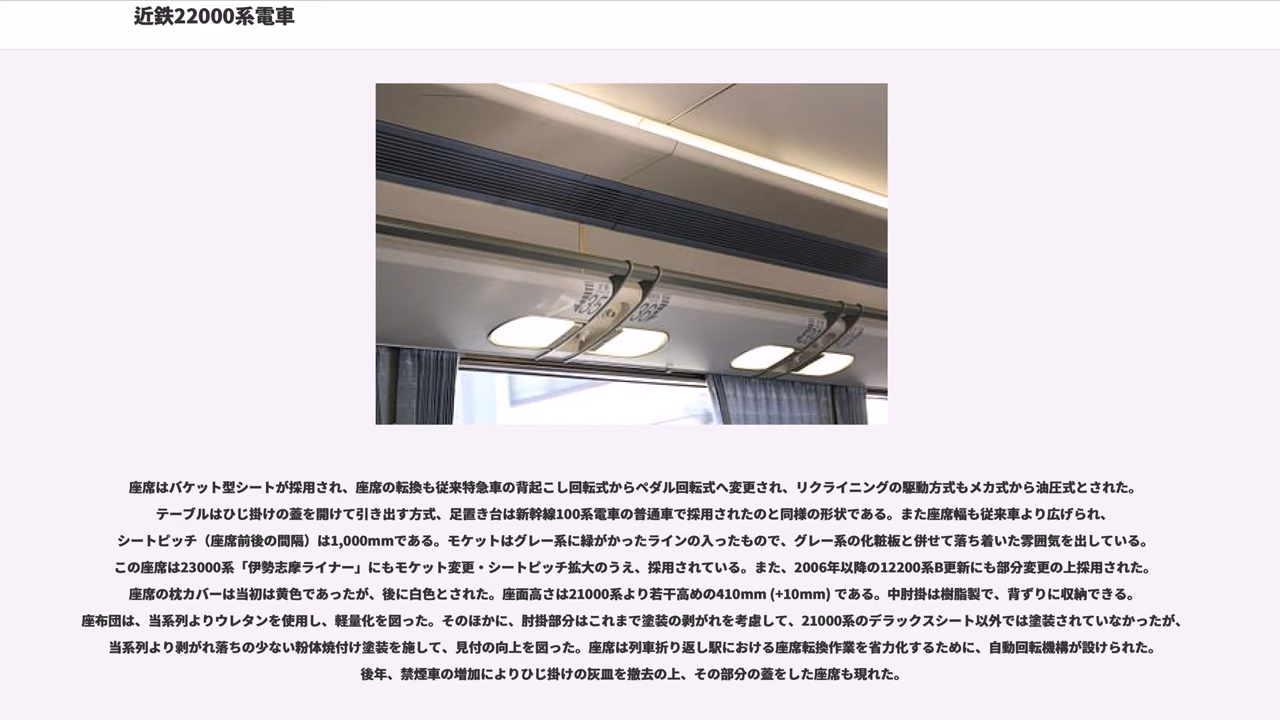 近鉄22000系電車
座席はバケット型シートが採用され、座席の転換も従来特急車の背起こし回転式からペダル回転式へ変更され、リクライニングの駆動方式もメカ式から油圧式とされた。
テーブルはひじ掛けの蓋を開けて引き出す方式、足置き台は新幹線100系電車の普通車で採用されたのと同様の形状である。また座席幅も従来車より広げられ、
シートピッチ（座席前後の間隔）は1,000mmである。モケットはグレー系に緑がかったラインの入ったもので、グレー系の化粧板と併せて落ち着いた雰囲気を出している。
この座席は23000系「伊勢志摩ライナー」にもモケット変更・シートピッチ拡大のうえ、採用されている。また、2006年以降の12200系B更新にも部分変更の上採用された。
座席の枕カバーは当初は黄色であったが、後に白色とされた。座面高さは21000系より若干高めの410mm (+10mm) である。中肘掛は樹脂製で、背ずりに収納できる。
座布団は、当系列よりウレタンを使用し、軽量化を図った。そのほかに、肘掛部分はこれまで塗装の剥がれを考慮して、21000系のデラックスシート以外では塗装されていなかったが、
当系列より剥がれ落ちの少ない粉体焼付け塗装を施して、見付の向上を図った。座席は列車折り返し駅における座席転換作業を省力化するために、自動回転機構が設けられた。
後年、禁煙車の増加によりひじ掛けの灰皿を撤去の上、その部分の蓋をした座席も現れた。